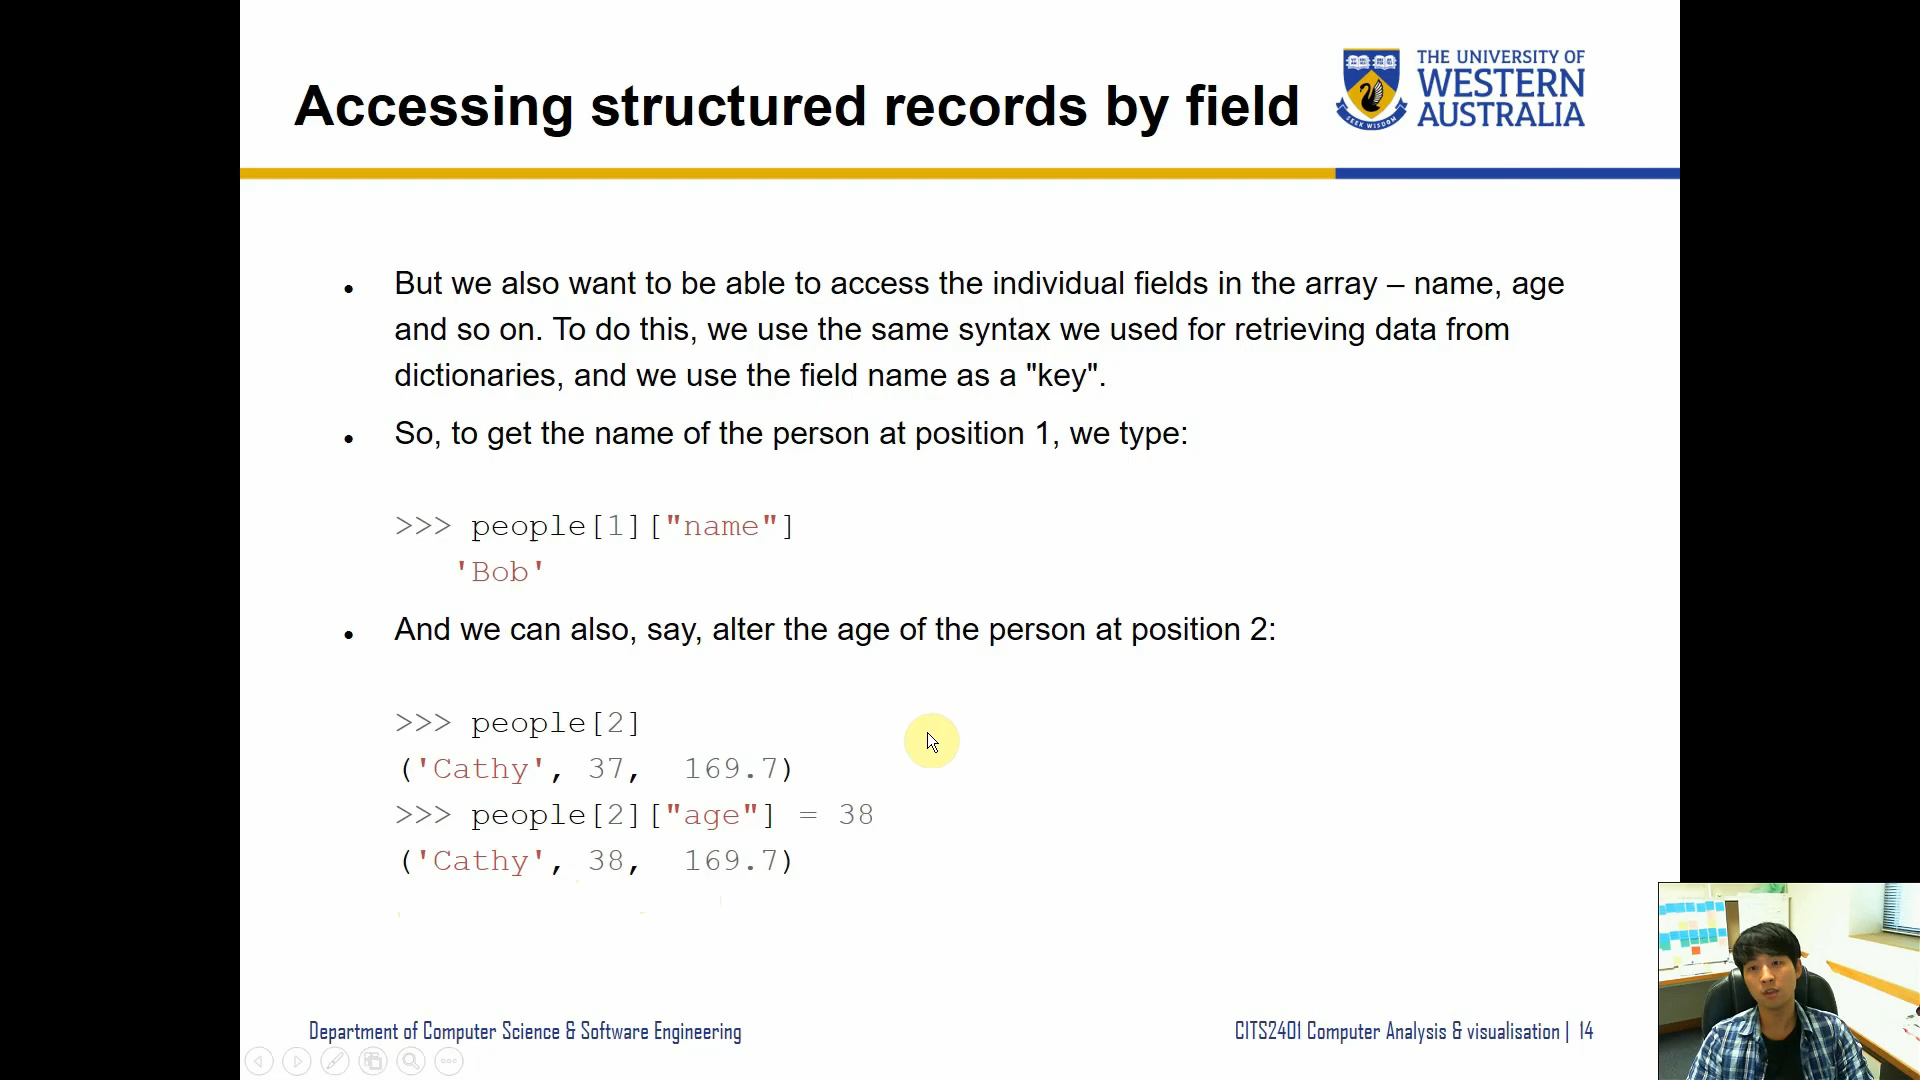 Accessing structured records by field
THE UNIVERSITY OF
WESTERN
AUSTRALIA
SEEK WISDOM
• But we also want to be able to access the individual fields in the array – name, age
and so on. To do this, we use the same syntax we used for retrieving data from
dictionaries, and we use the field name as a "key".
• So, to get the name of the person at position 1, we type:
>>> people[1]["name"]
'Bob'
• And we can also, say, alter the age of the person at position 2:
>>> people[2]
('Cathy', 37, 169.7)
>>> people[2]["age"] = 38
('Cathy', 38, 169.7)
Department of Computer Science & Software Engineering
CITS2401 Computer Analysis & visualisation | 14